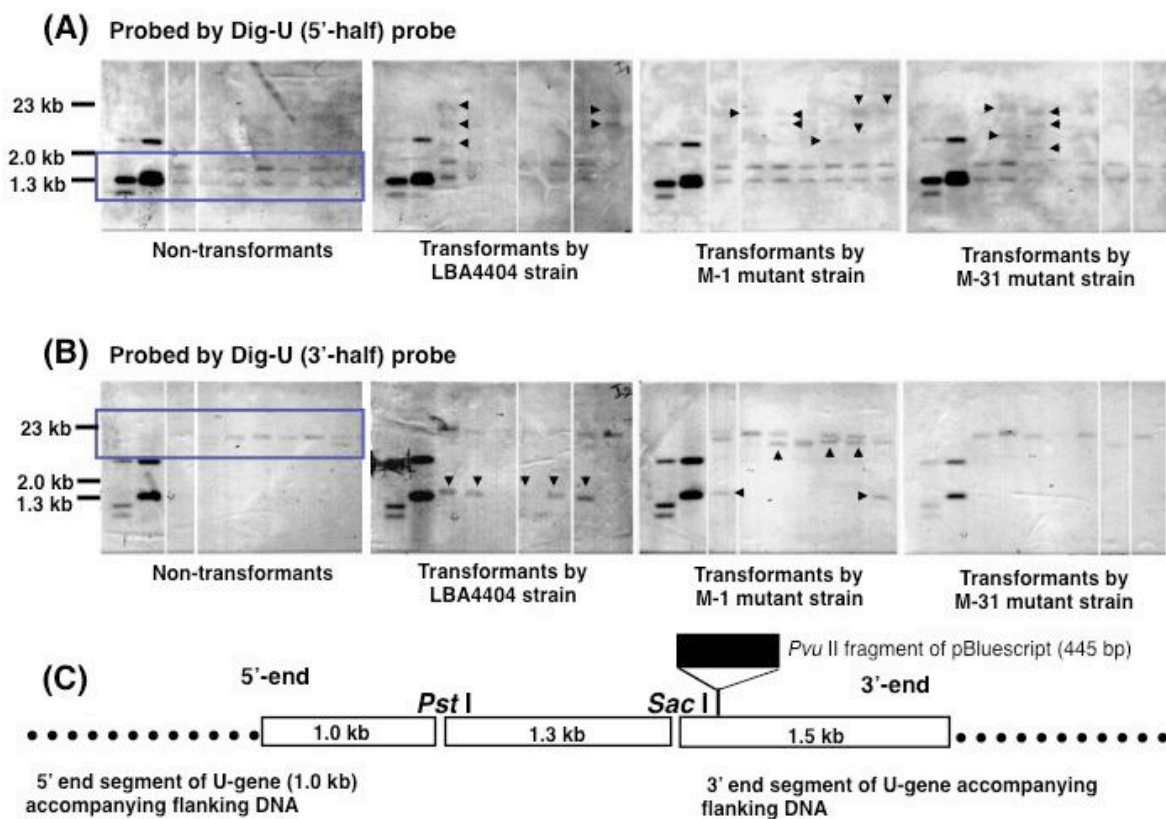 (A) Probed by Dig-U (5'-half) probe
23 kb
2.0 kb
1.3 kb
Non-transformants
Transformants by
LBA4404 strain
Transformants by
M-1 mutant strain
Transformants by
M-31 mutant strain
(B) Probed by Dig-U (3'-half) probe
23 kb
2.0 kb
1.3 kb
Non-transformants
Transformants by
LBA4404 strain
Transformants by
M-1 mutant strain
Transformants by
M-31 mutant strain
(C)
Pvu II fragment of pBluescript (445 bp)
5'-end
3'-end
Pst I
Sac I
1.0 kb
1.3 kb
1.5 kb
5' end segment of U-gene (1.0 kb)
accompanying flanking DNA
3' end segment of U-gene accompanying
flanking DNA